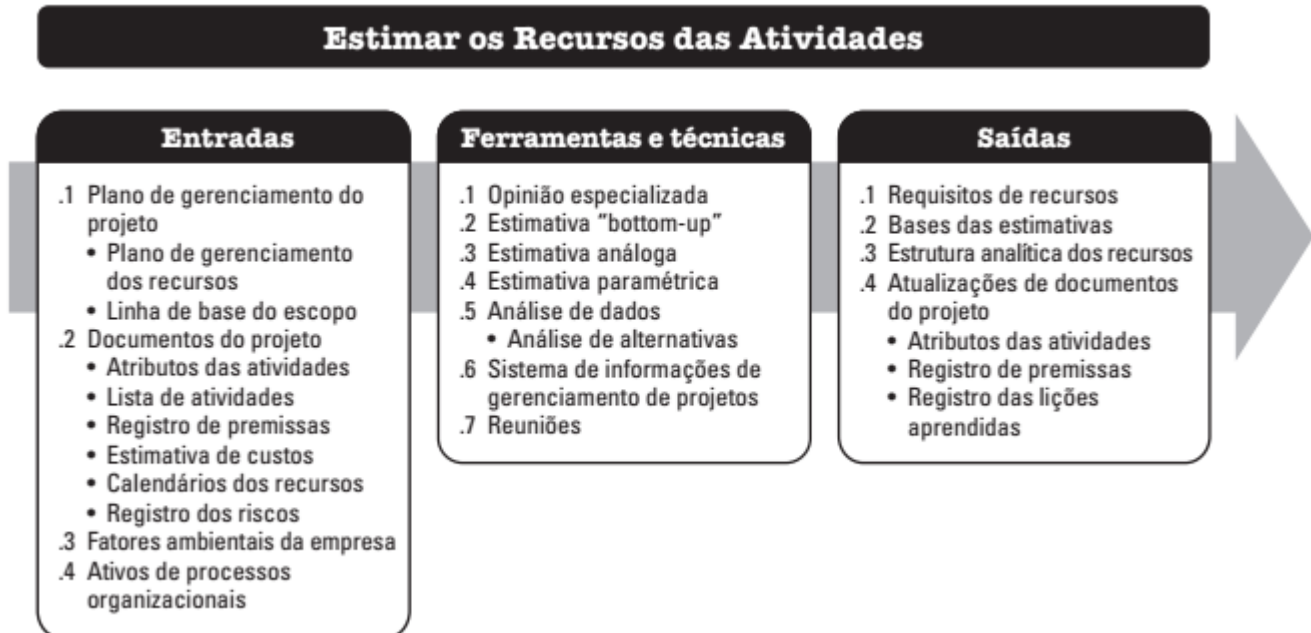 Estimar os Recursos das Atividades
Entradas
.1 Plano de gerenciamento do
projeto
• Plano de gerenciamento
dos recursos
• Linha de base do escopo
.2 Documentos do projeto
• Atributos das atividades
• Lista de atividades
• Registro de premissas
• Estimativa de custos
• Calendários dos recursos
• Registro dos riscos
.3 Fatores ambientais da empresa
.4 Ativos de processos
organizacionais
Ferramentas e técnicas
.1 Opinião especializada
.2 Estimativa “bottom-up”
.3 Estimativa análoga
.4 Estimativa paramétrica
.5 Análise de dados
• Análise de alternativas
.6 Sistema de informações de
gerenciamento de projetos
.7 Reuniões
Saídas
.1 Requisitos de recursos
.2 Bases das estimativas
.3 Estrutura analítica dos recursos
.4 Atualizações de documentos
do projeto
• Atributos das atividades
• Registro de premissas
• Registro das lições
aprendidas